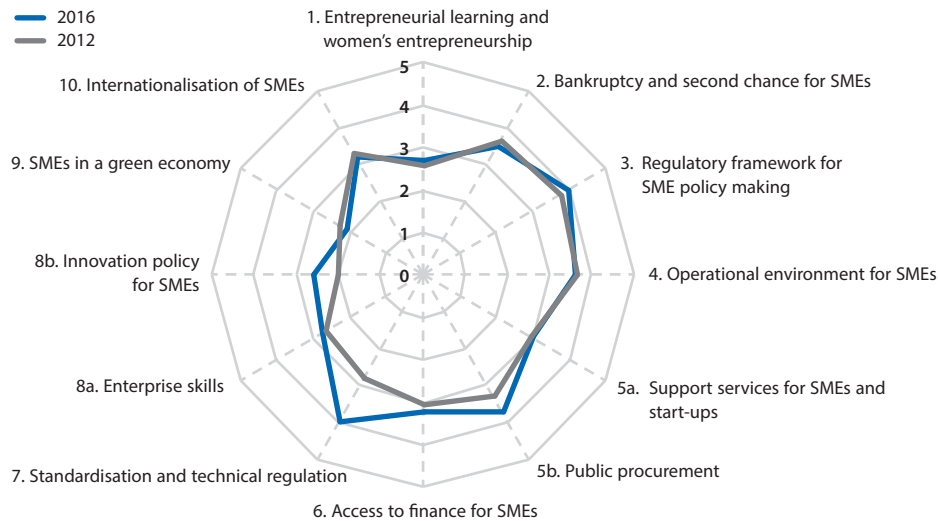 2016
2012
1. Entrepreneurial learning and
women’s entrepreneurship
2. Bankruptcy and second chance for SMEs
3. Regulatory framework for
SME policy making
4. Operational environment for SMEs
5a. Support services for SMEs and
start-ups
5b. Public procurement
6. Access to finance for SMEs
7. Standardisation and technical regulation
8a. Enterprise skills
8b. Innovation policy
for SMEs
9. SMEs in a green economy
10. Internationalisation of SMEs
5
4
3
2
1
0